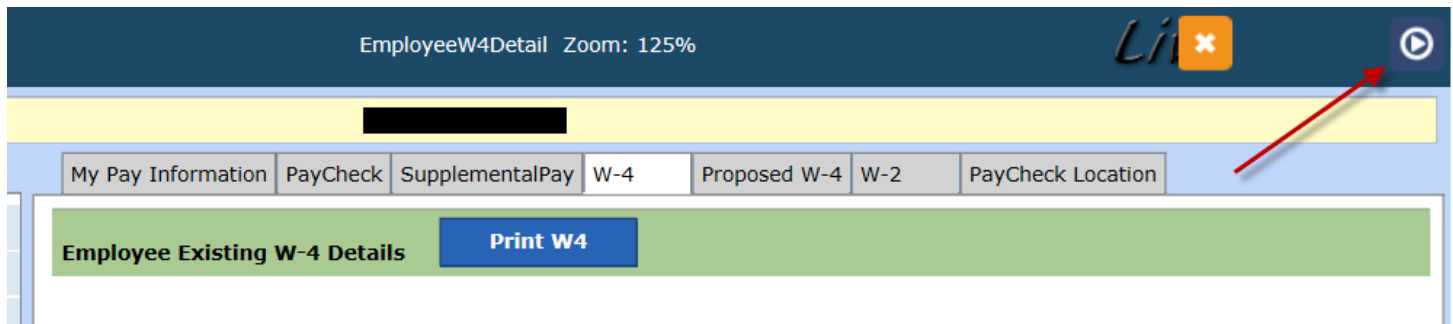 EmployeeW4Detail Zoom: 125%
My Pay Information PayCheck SupplementalPay W-4 Proposed W-4 W-2 PayCheck Location
Employee Existing W-4 Details Print W4